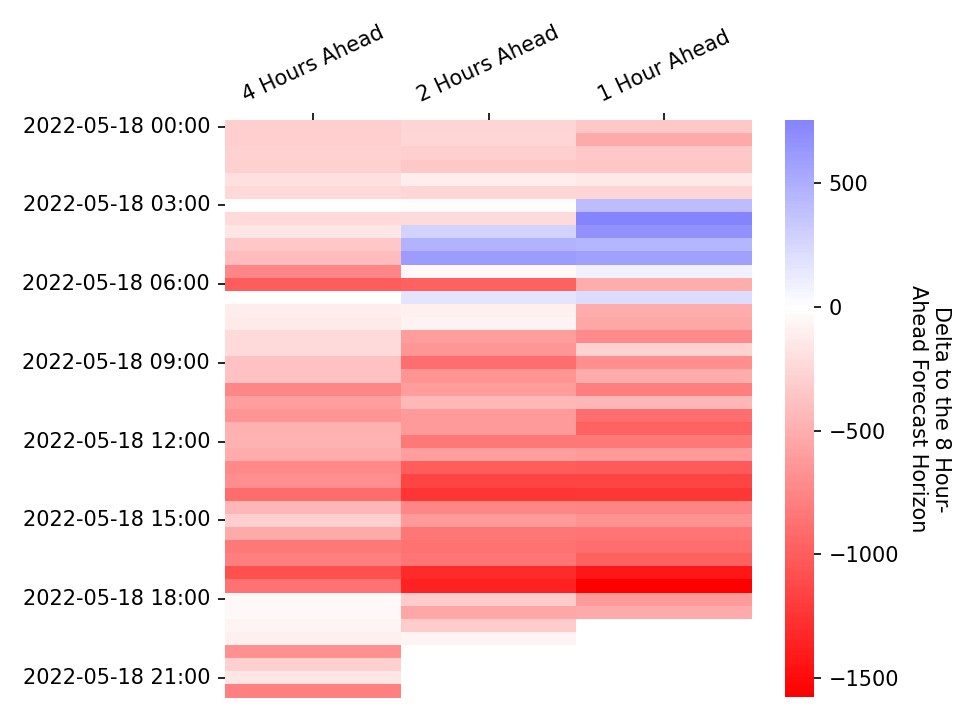 4 Hours Ahead
2 Hours Ahead
1 Hour Ahead
2022-05-18 00:00
2022-05-18 03:00
2022-05-18 06:00
2022-05-18 09:00
2022-05-18 12:00
2022-05-18 15:00
2022-05-18 18:00
2022-05-18 21:00
500
0
−500
−1000
−1500
Delta to the 8 Hour-
Ahead Forecast Horizon